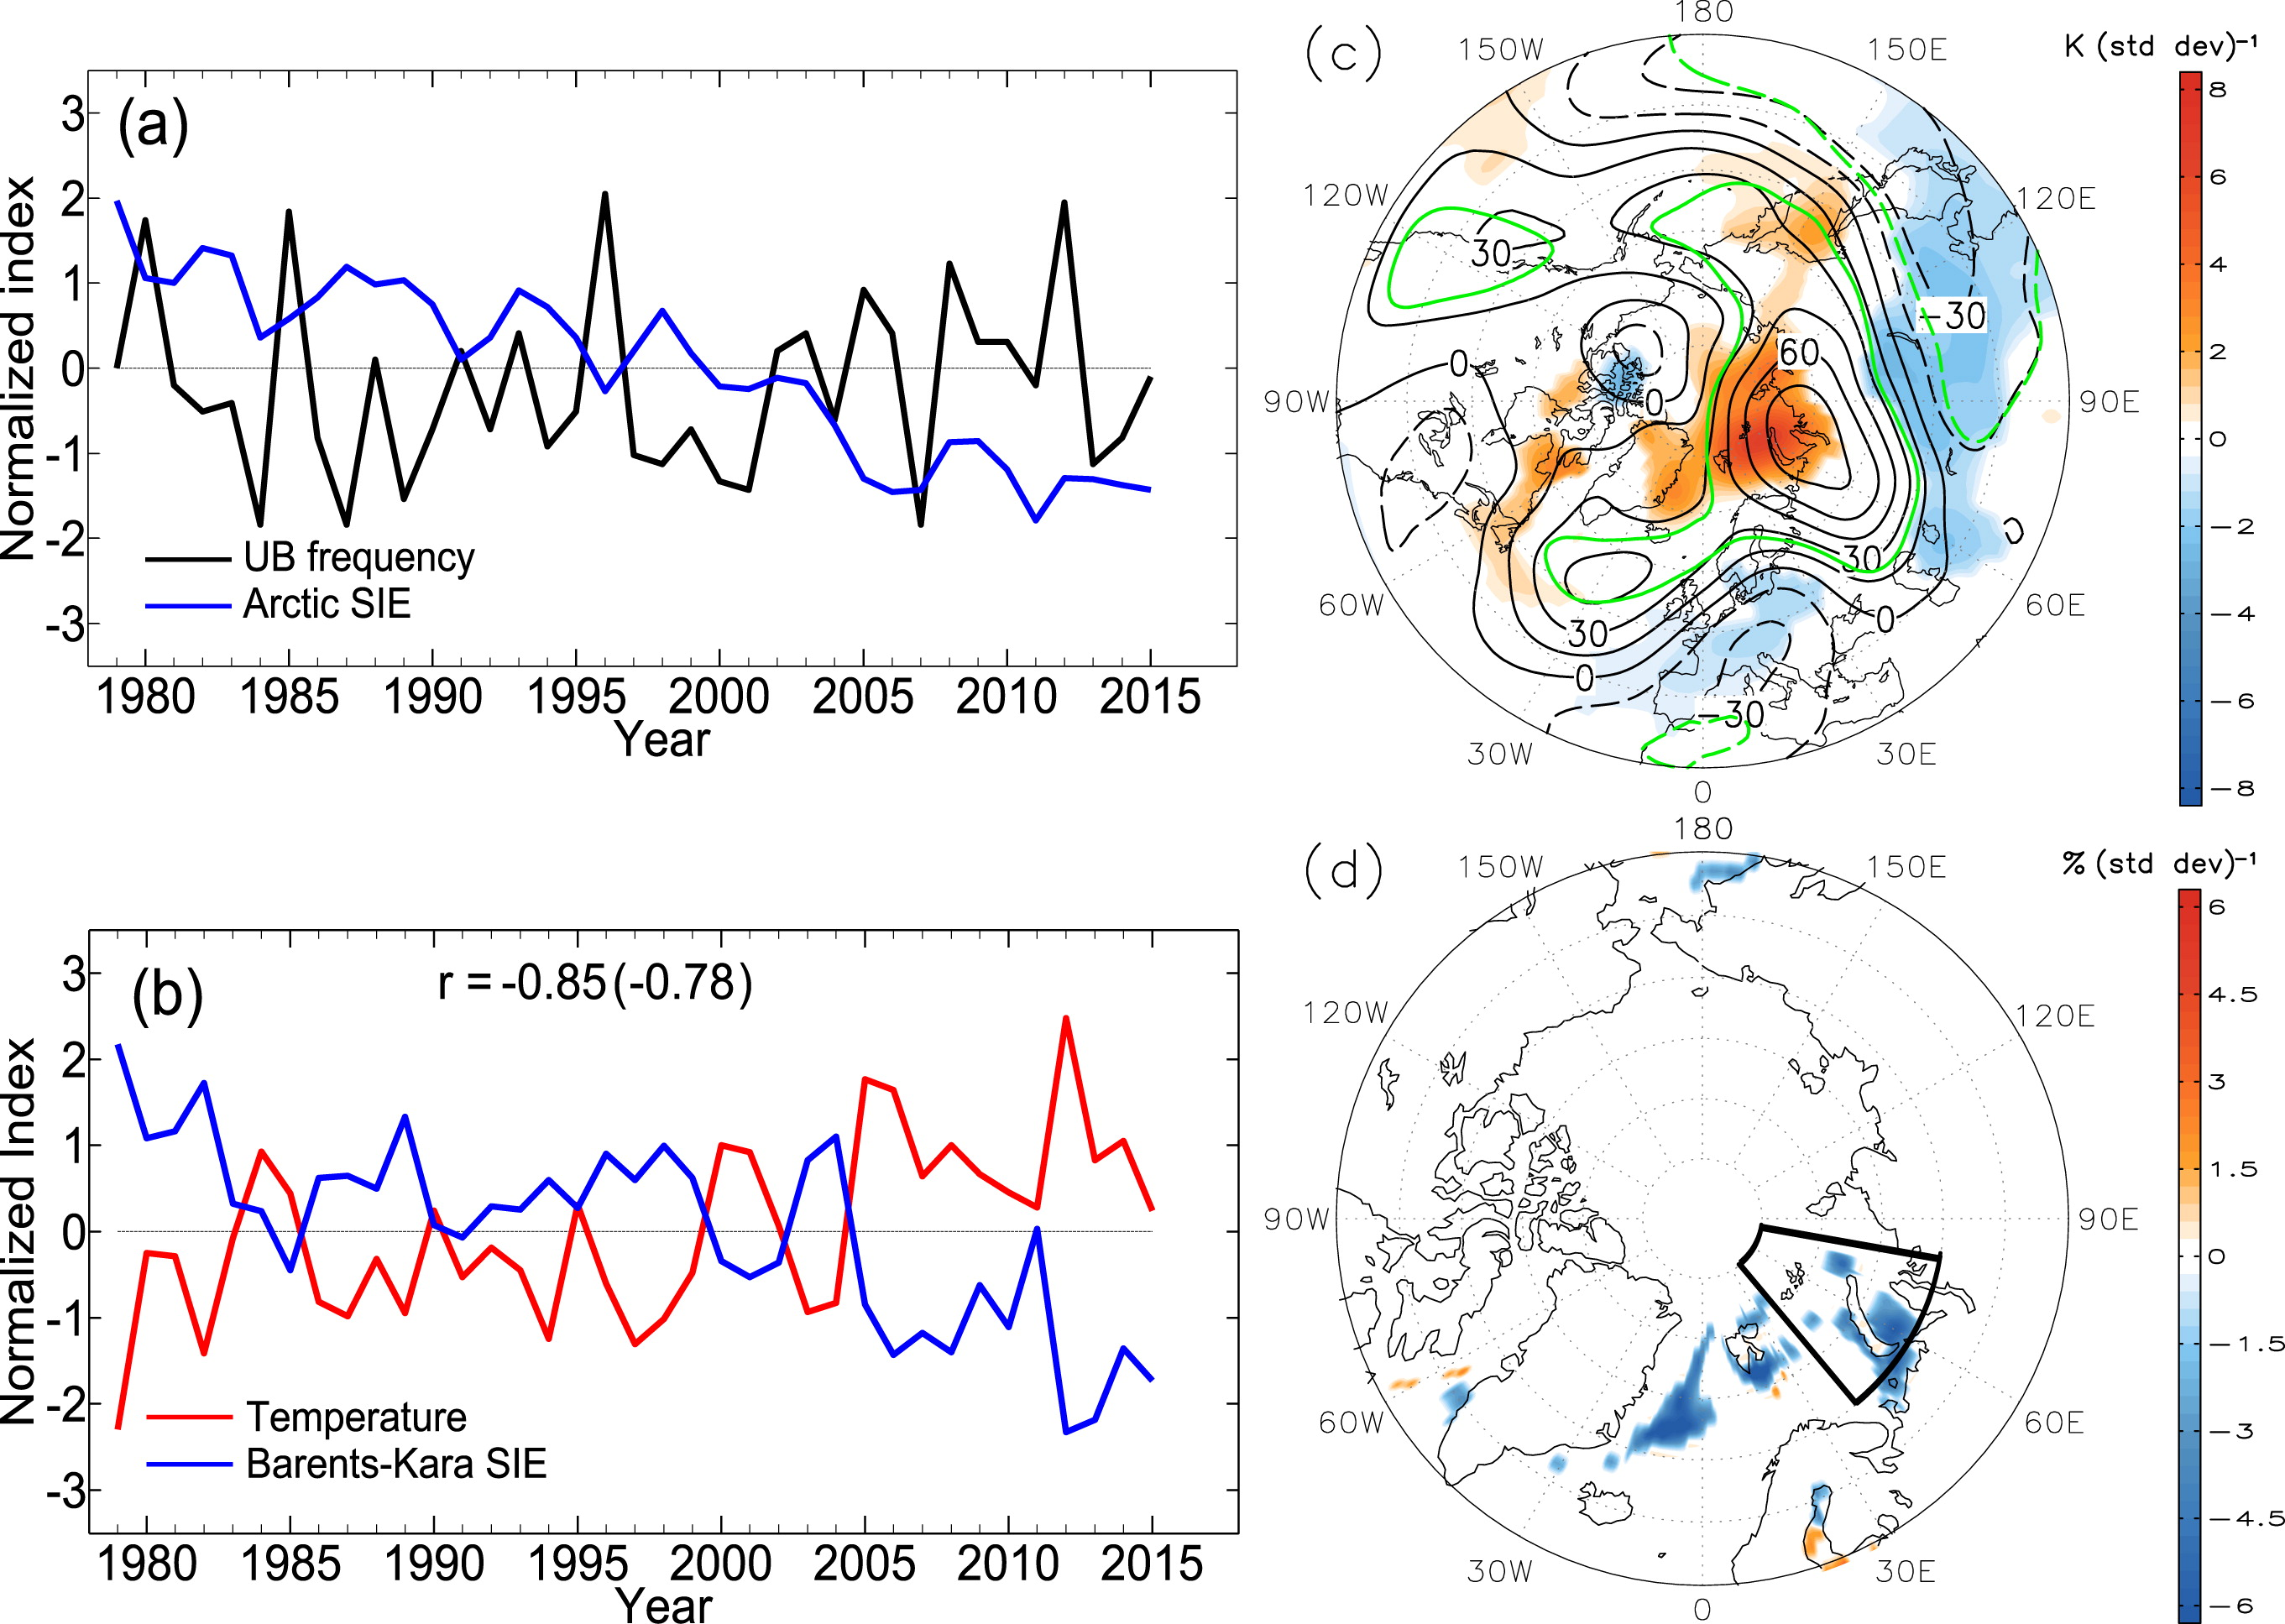 (a)
Normalized index
3
2
1
0
-1
-2
-3
UB frequency
Arctic SIE
1980 1985 1990 1995 2000 2005 2010 2015
Year
(b)
r = -0.85(-0.78)
Normalized Index
3
2
1
0
-1
-2
-3
Temperature
Barents-Kara SIE
1980 1985 1990 1995 2000 2005 2010 2015
Year
(c)
180
150W 150E
120W 120E
90W 90E
60W 60E
30W 30E
0
30
-30
60
0
0
0
30
0
30
0
-30
K (std dev)⁻¹
8
6
4
2
0
-2
-4
-6
-8
(d)
180
150W 150E
120W 120E
90W 90E
60W 60E
30W 30E
0
% (std dev)⁻¹
6
4.5
3
1.5
0
-1.5
-3
-4.5
-6